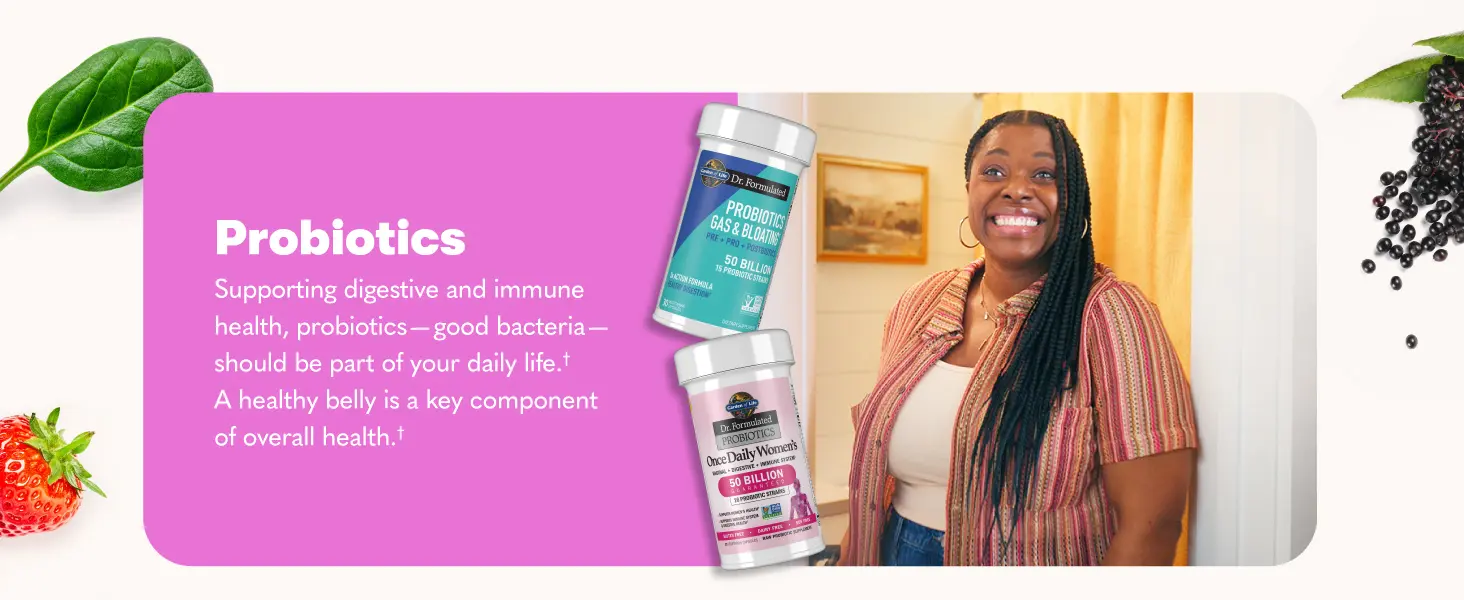 Probiotics
Supporting digestive and immune
health, probiotics—good bacteria—
should be part of your daily life.†
A healthy belly is a key component
of overall health.†
Garden of Life
Dr. Formulated
PROBIOTICS
GAS & BLOATING
PRE + PRO + POSTBIOTIC
50 BILLION
15 PROBIOTIC STRAINS
Garden of Life
Dr. Formulated
PROBIOTICS
Once Daily Women's
VAGINAL + DIGESTIVE + IMMUNE SYSTEM
50 BILLION
GUARANTEED
16 PROBIOTIC STRAINS
GLUTEN FREE • DAIRY FREE • SOY FREE
RAW PROBIOTIC SUPPLEMENT